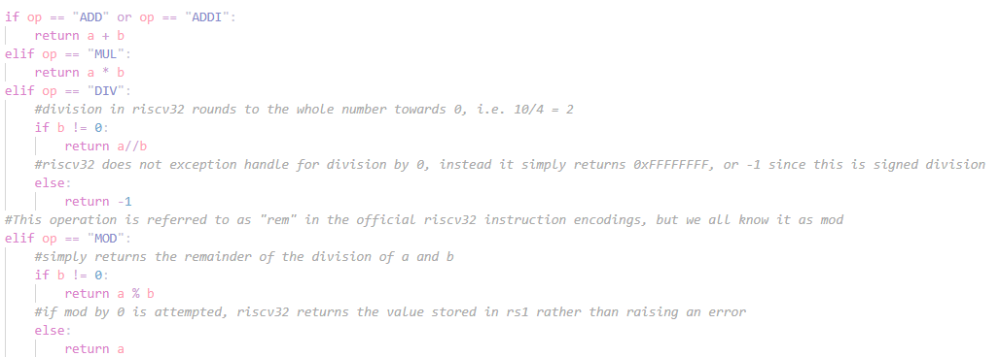 if op == "ADD" or op == "ADDI":
    return a + b
elif op == "MUL":
    return a * b
elif op == "DIV":
    #division in riscv32 rounds to the whole number towards 0, i.e. 10/4 = 2
    if b != 0:
        return a//b
    #riscv32 does not exception handle for division by 0, instead it simply returns 0xFFFFFFFF, or -1 since this is signed division
    else:
        return -1
#This operation is referred to as "rem" in the official riscv32 instruction encodings, but we all know it as mod
elif op == "MOD":
    #simply returns the remainder of the division of a and b
    if b != 0:
        return a % b
    #if mod by 0 is attempted, riscv32 returns the value stored in rs1 rather than raising an error
    else:
        return a